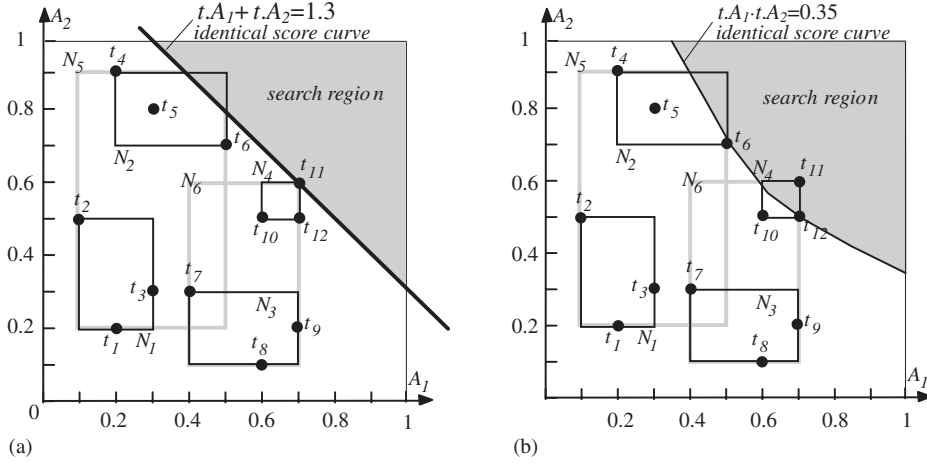 A2
t.A1+ t.A2=1.3
identical score curve
1
N5
t4
search region
0.8
t5
t6
N2
0.6
N6
N4
t11
t2
t10
t12
0.4
t7
t3
N3
0.2
t1
N1
t8
t9
A1
0
0.2
0.4
0.6
0.8
1
(a)
A2
t.A1·t.A2=0.35
identical score curve
1
N5
t4
search region
0.8
t5
t6
N2
0.6
N6
N4
t11
t2
t10
t12
0.4
t7
t3
N3
0.2
t1
N1
t8
t9
A1
0.2
0.4
0.6
0.8
1
(b)